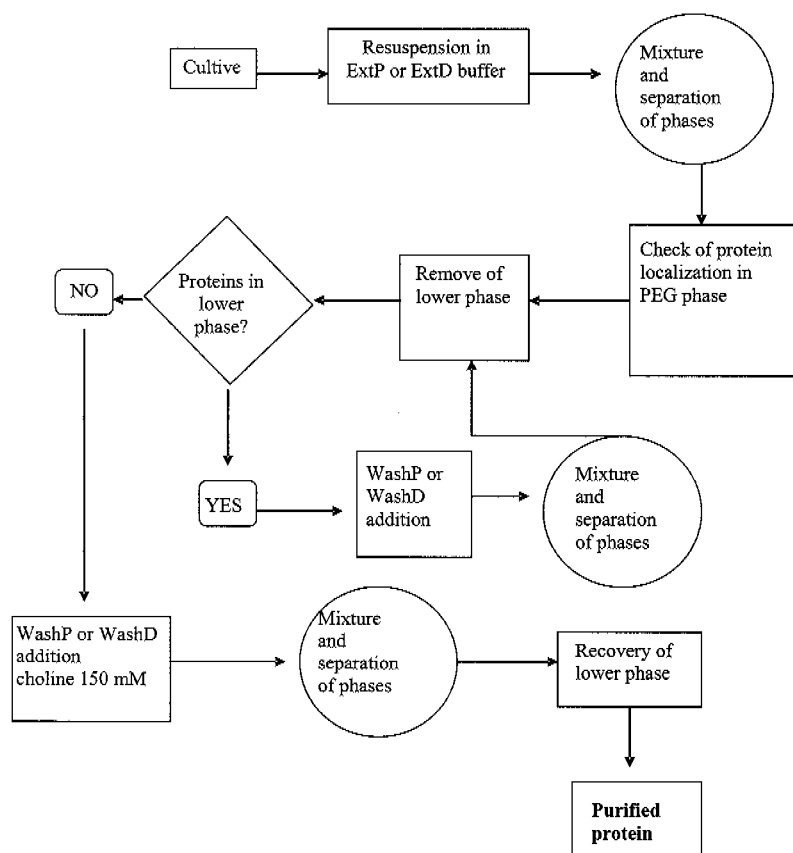 Cultive
Resuspension in
ExtP or ExtD buffer
Mixture
and
separation
of phases
Check of protein
localization in
PEG phase
Remove of
lower phase
Proteins in
lower
phase?
NO
YES
WashP or
WashD
addition
Mixture
and
separation
of phases
WashP or WashD
addition
choline 150 mM
Mixture
and
separation
of phases
Recovery of
lower phase
Purified
protein